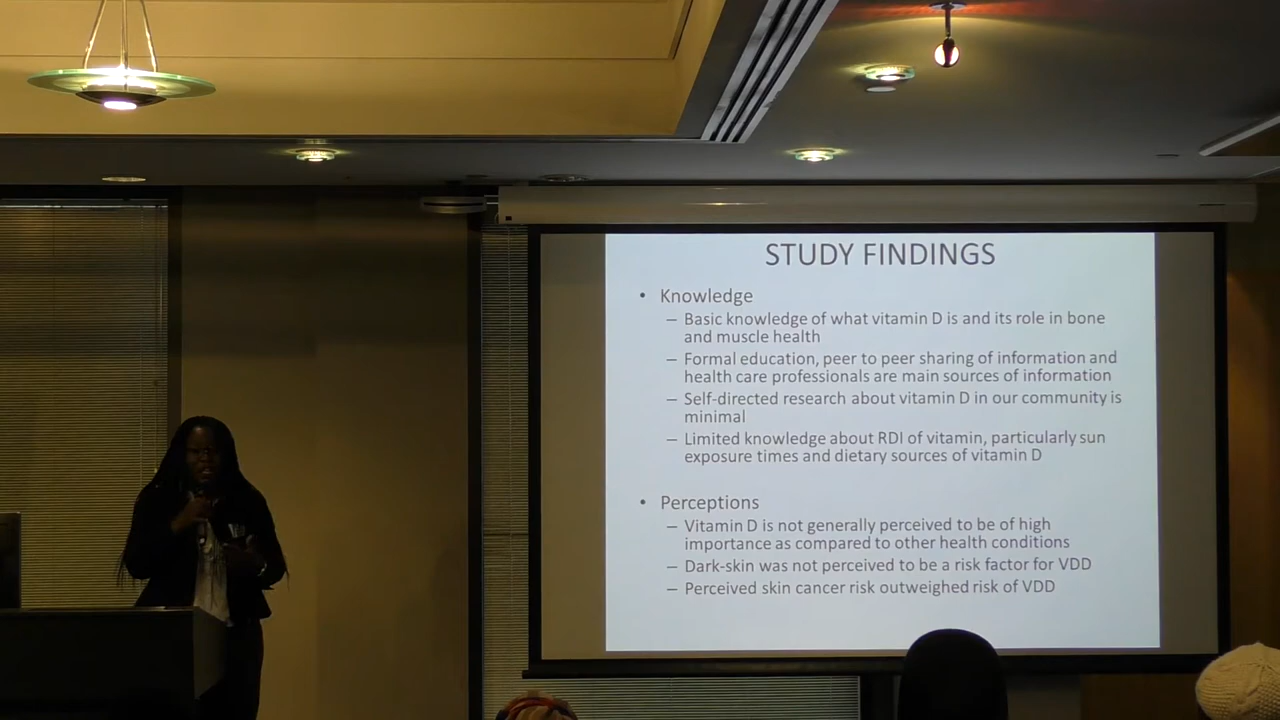 STUDY FINDINGS
• Knowledge
– Basic knowledge of what vitamin D is and its role in bone
and muscle health
– Formal education, peer to peer sharing of information and
health care professionals are main sources of information
– Self-directed research about vitamin D in our community is
minimal
– Limited knowledge about RDI of vitamin, particularly sun
exposure times and dietary sources of vitamin D
• Perceptions
– Vitamin D is not generally perceived to be of high
importance as compared to other health conditions
– Dark-skin was not perceived to be a risk factor for VDD
– Perceived skin cancer risk outweighed risk of VDD